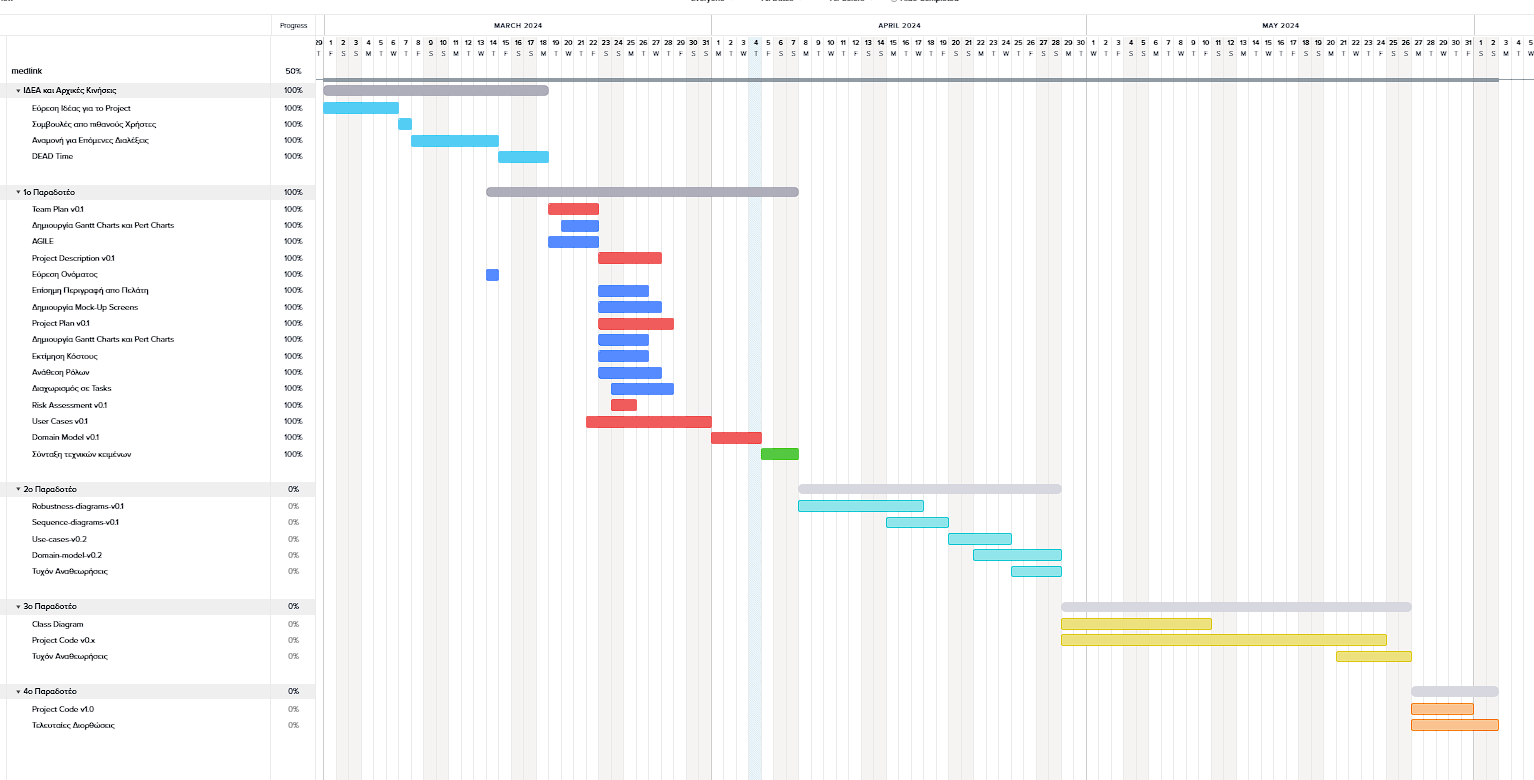 Progress
MARCH 2024
APRIL 2024
MAY 2024
29 1 2 3 4 5 6 7 8 9 10 11 12 13 14 15 16 17 18 19 20 21 22 23 24 25 26 27 28 29 30 31 1 2 3 4 5 6 7 8 9 10 11 12 13 14 15 16 17 18 19 20 21 22 23 24 25 26 27 28 29 30 1 2 3 4 5 6 7 8 9 10 11 12 13 14 15 16 17 18 19 20 21 22 23 24 25 26 27 28 29 30 31 1 2 3 4 5
T F S S M T W T F S S M T W T F S S M T W T F S S M T W T F S S M T W T F S S M T W T F S S M T W T F S S M T W T F S S M T W T F S S M T W T F S S M T W T F S S M T W T F S S M T W T F S S M T W
medlink 50%
ΙΔΕΑ και Αρχικές Κινήσεις 100%
Εύρεση Ιδέας για το Project 100%
Συμβουλές απο πιθανούς Χρήστες 100%
Αναμονή για Επόμενες Διαλέξεις 100%
DEAD Time 100%
1ο Παραδοτέο 100%
Team Plan v0.1 100%
Δημιουργία Gantt Charts και Pert Charts 100%
AGILE 100%
Project Description v0.1 100%
Εύρεση Ονόματος 100%
Επίσημη Περιγραφή απο Πελάτη 100%
Δημιουργία Mock-Up Screens 100%
Project Plan v0.1 100%
Δημιουργία Gantt Charts και Pert Charts 100%
Εκτίμηση Κόστους 100%
Ανάθεση Ρόλων 100%
Διαχωρισμός σε Tasks 100%
Risk Assessment v0.1 100%
User Cases v0.1 100%
Domain Model v0.1 100%
Σύνταξη τεχνικών κειμένων 100%
2ο Παραδοτέο 0%
Robustness-diagrams-v0.1 0%
Sequence-diagrams-v0.1 0%
Use-cases-v0.2 0%
Domain-model-v0.2 0%
Τυχόν Αναθεωρήσεις 0%
3ο Παραδοτέο 0%
Class Diagram 0%
Project Code v0.x 0%
Τυχόν Αναθεωρήσεις 0%
4ο Παραδοτέο 0%
Project Code v1.0 0%
Τελευταίες Διορθώσεις 0%